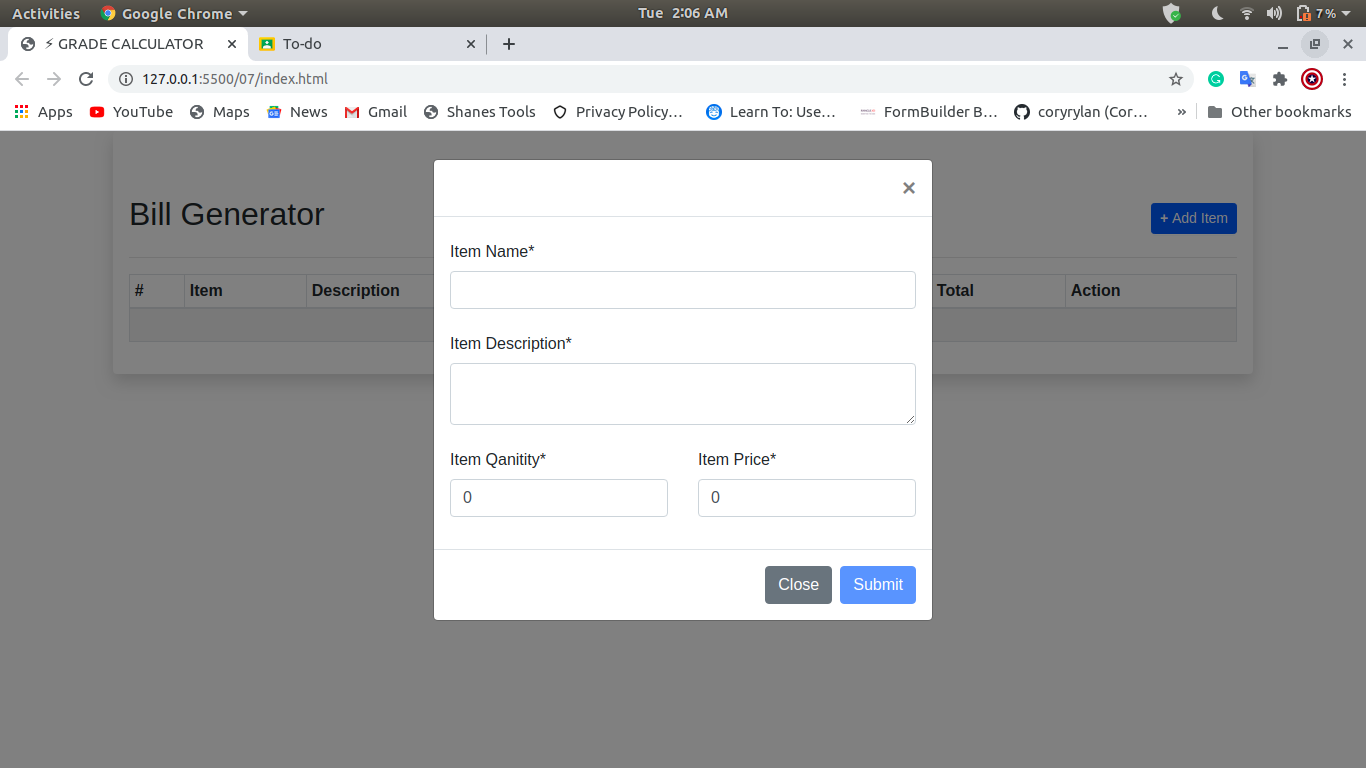 Activities Google Chrome Tue 2:06 AM 7%
⚡ GRADE CALCULATOR To-do
127.0.0.1:5500/07/index.html
Apps YouTube Maps News Gmail Shanes Tools Privacy Policy… Learn To: Use… FormBuilder B… coryrylan (Cor… » Other bookmarks
×
Bill Generator
+ Add Item
Item Name*
# Item Description Total Action
Item Description*
Item Qanitity* Item Price*
0 0
Close Submit